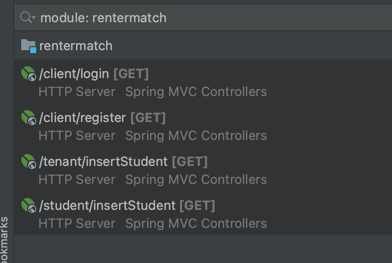 module: rentermatch
rentermatch
/client/login [GET]
HTTP Server Spring MVC Controllers
/client/register [GET]
HTTP Server Spring MVC Controllers
/tenant/insertStudent [GET]
HTTP Server Spring MVC Controllers
/student/insertStudent [GET]
HTTP Server Spring MVC Controllers
okmarks